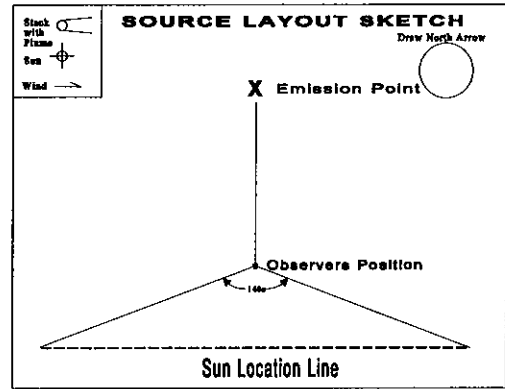 SOURCE LAYOUT SKETCH
Stack
with
Plume
Sun
Wind
Draw North Arrow
X Emission Point
Observers Position
140°
Sun Location Line